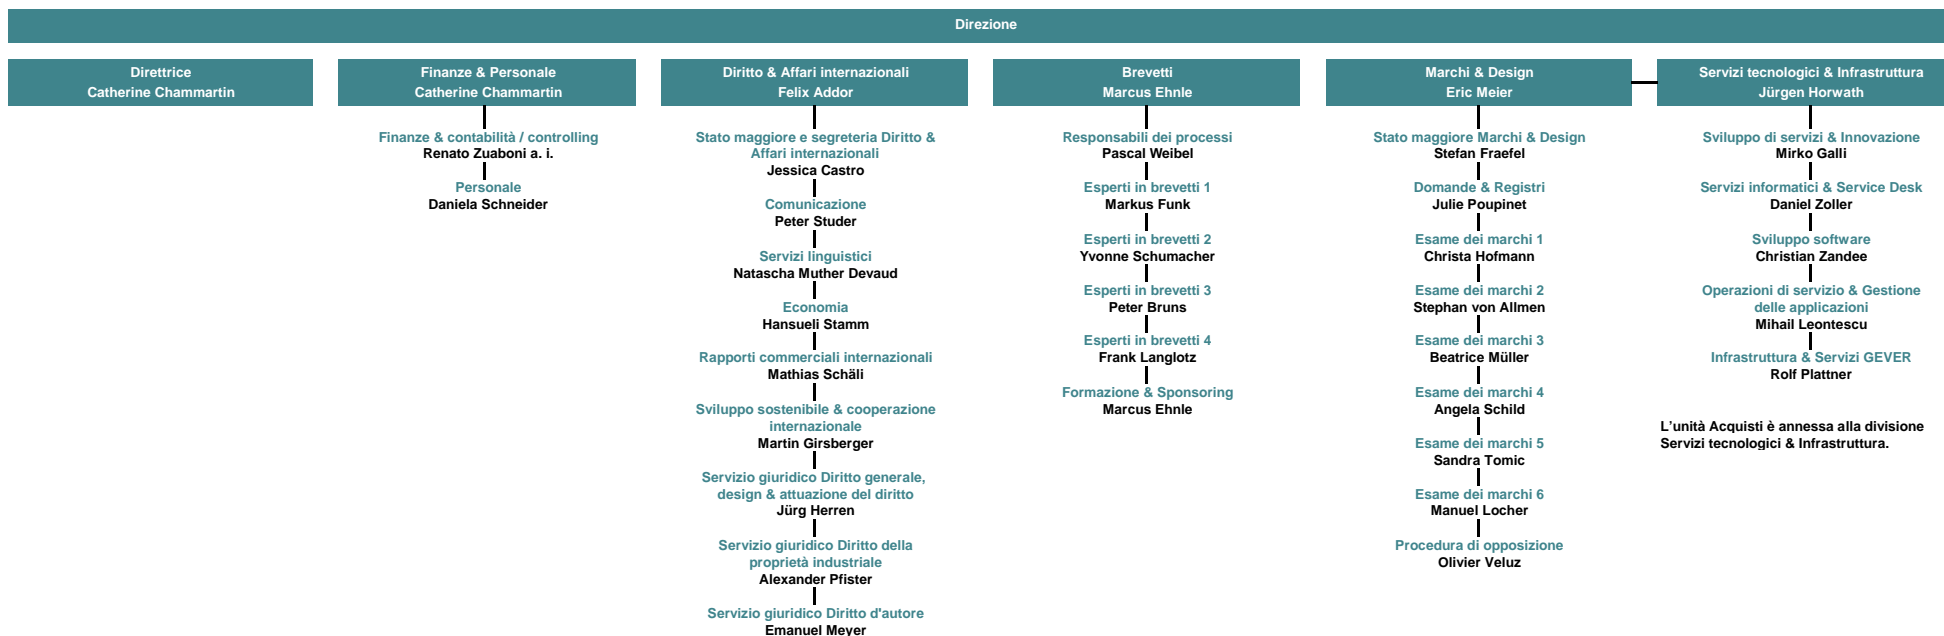 Direzione
Direttrice
Catherine Chammartin
Finanze & Personale
Catherine Chammartin
Finanze & contabilità / controlling
Renato Zuaboni a. i.
Personale
Daniela Schneider
Diritto & Affari internazionali
Felix Addor
Stato maggiore e segreteria Diritto &
Affari internazionali
Jessica Castro
Comunicazione
Peter Studer
Servizi linguistici
Natascha Muther Devaud
Economia
Hansueli Stamm
Rapporti commerciali internazionali
Mathias Schäli
Sviluppo sostenibile & cooperazione
internazionale
Martin Girsberger
Servizio giuridico Diritto generale,
design & attuazione del diritto
Jürg Herren
Servizio giuridico Diritto della
proprietà industriale
Alexander Pfister
Servizio giuridico Diritto d'autore
Emanuel Meyer
Brevetti
Marcus Ehnle
Responsabili dei processi
Pascal Weibel
Esperti in brevetti 1
Markus Funk
Esperti in brevetti 2
Yvonne Schumacher
Esperti in brevetti 3
Peter Bruns
Esperti in brevetti 4
Frank Langlotz
Formazione & Sponsoring
Marcus Ehnle
Marchi & Design
Eric Meier
Stato maggiore Marchi & Design
Stefan Fraefel
Domande & Registri
Julie Poupinet
Esame dei marchi 1
Christa Hofmann
Esame dei marchi 2
Stephan von Allmen
Esame dei marchi 3
Beatrice Müller
Esame dei marchi 4
Angela Schild
Esame dei marchi 5
Sandra Tomic
Esame dei marchi 6
Manuel Locher
Procedura di opposizione
Olivier Veluz
Servizi tecnologici & Infrastruttura
Jürgen Horwath
Sviluppo di servizi & Innovazione
Mirko Galli
Servizi informatici & Service Desk
Daniel Zoller
Sviluppo software
Christian Zandee
Operazioni di servizio & Gestione
delle applicazioni
Mihail Leontescu
Infrastruttura & Servizi GEVER
Rolf Plattner
L'unità Acquisti è annessa alla divisione
Servizi tecnologici & Infrastruttura.